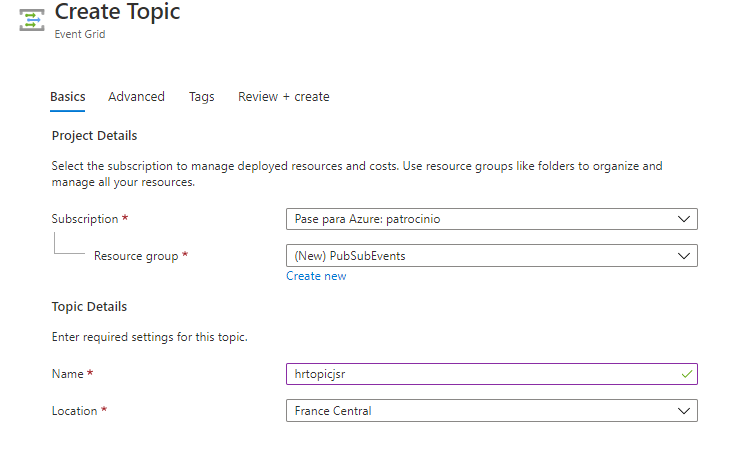 Create Topic
Event Grid
Basics Advanced Tags Review + create
Project Details
Select the subscription to manage deployed resources and costs. Use resource groups like folders to organize and
manage all your resources.
Subscription * Pase para Azure: patrocinio
Resource group * (New) PubSubEvents
Create new
Topic Details
Enter required settings for this topic.
Name * hrtopicjsr
Location * France Central